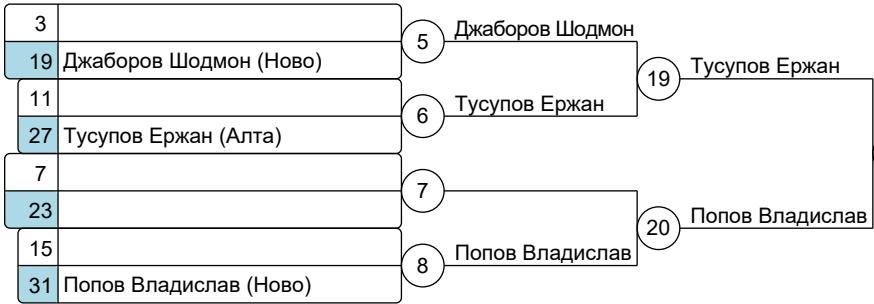 3
19 Джаборов Шодмон (Ново)
11
27 Тусупов Ержан (Алта)
7
23
15
31 Попов Владислав (Ново)
5 Джаборов Шодмон
6 Тусупов Ержан
7
8 Попов Владислав
19 Тусупов Ержан
20 Попов Владислав